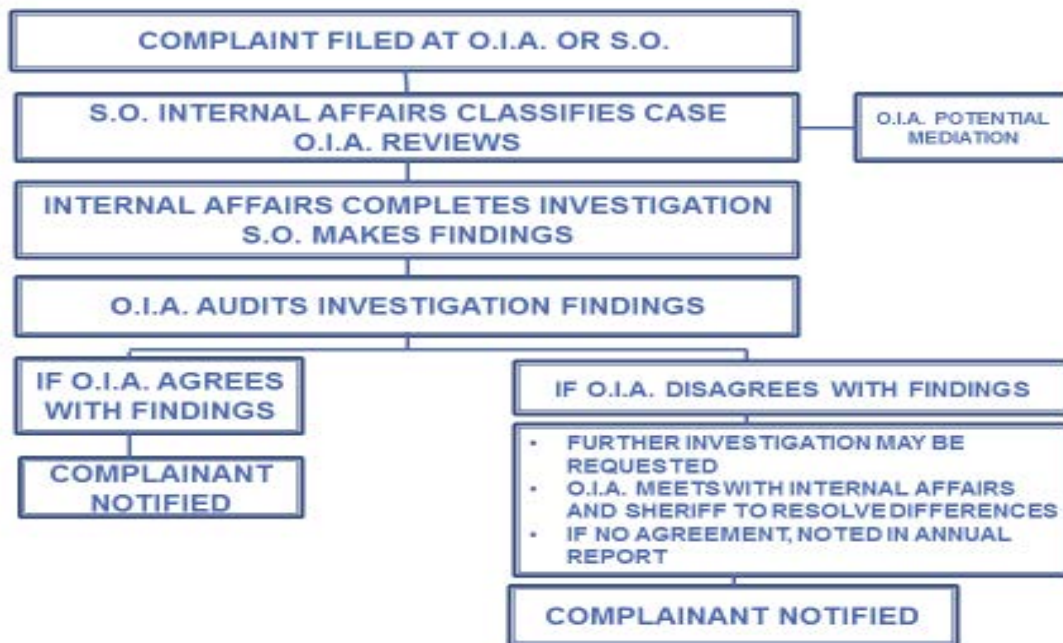 COMPLAINT FILED AT O.I.A. OR S.O.
S.O. INTERNAL AFFAIRS CLASSIFIES CASE
O.I.A. REVIEWS
O.I.A. POTENTIAL
MEDIATION
INTERNAL AFFAIRS COMPLETES INVESTIGATION
S.O. MAKES FINDINGS
O.I.A. AUDITS INVESTIGATION FINDINGS
IF O.I.A. AGREES
WITH FINDINGS
COMPLAINANT
NOTIFIED
IF O.I.A. DISAGREES WITH FINDINGS
• FURTHER INVESTIGATION MAY BE
REQUESTED
• O.I.A. MEETS WITH INTERNAL AFFAIRS
AND SHERIFF TO RESOLVE DIFFERENCES
• IF NO AGREEMENT, NOTED IN ANNUAL
REPORT
COMPLAINANT NOTIFIED